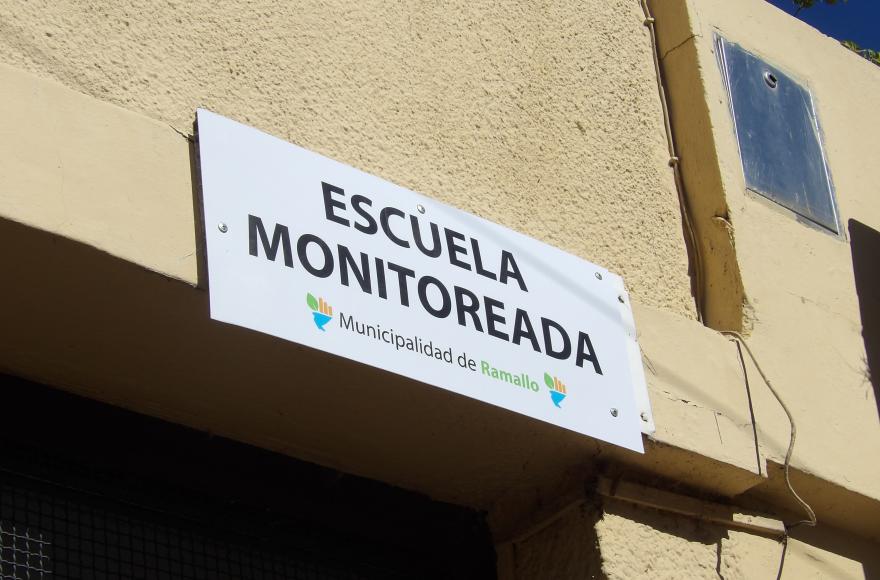 ESCUELA
MONITOREADA
Municipalidad de Ramallo